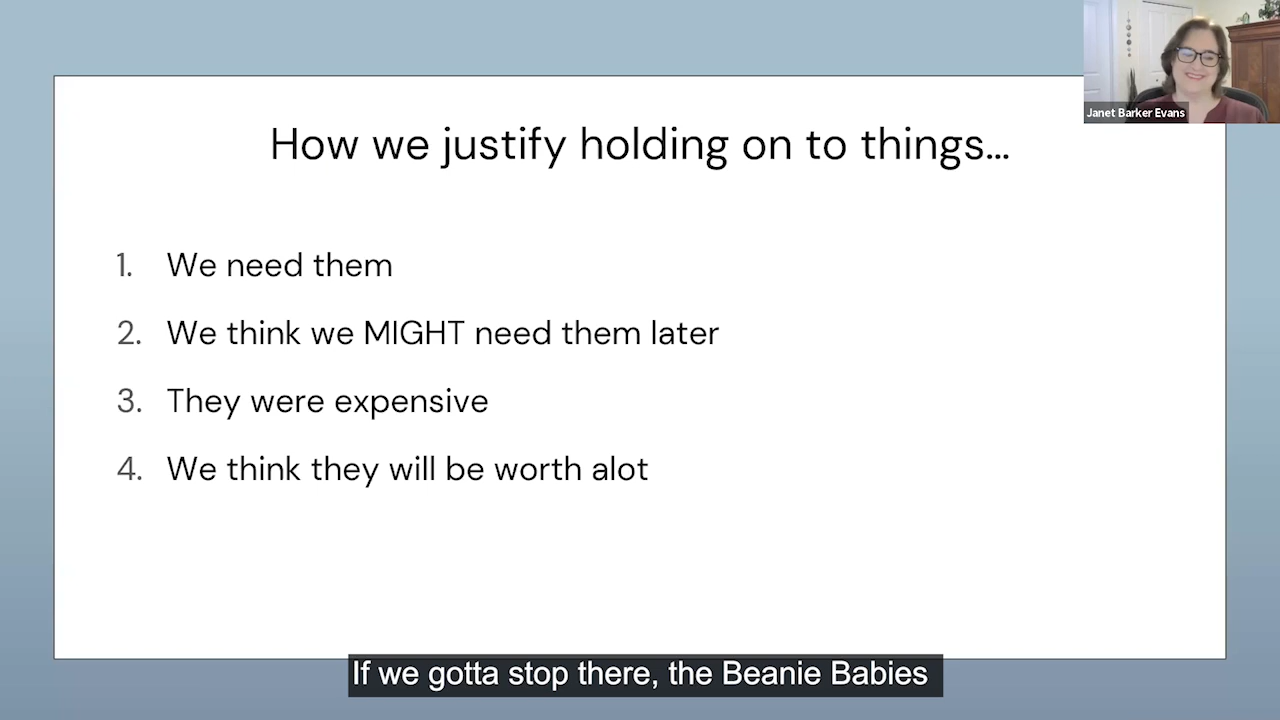 Janet Barker Evans
How we justify holding on to things...
1. We need them
2. We think we MIGHT need them later
3. They were expensive
4. We think they will be worth alot
If we gotta stop there, the Beanie Babies